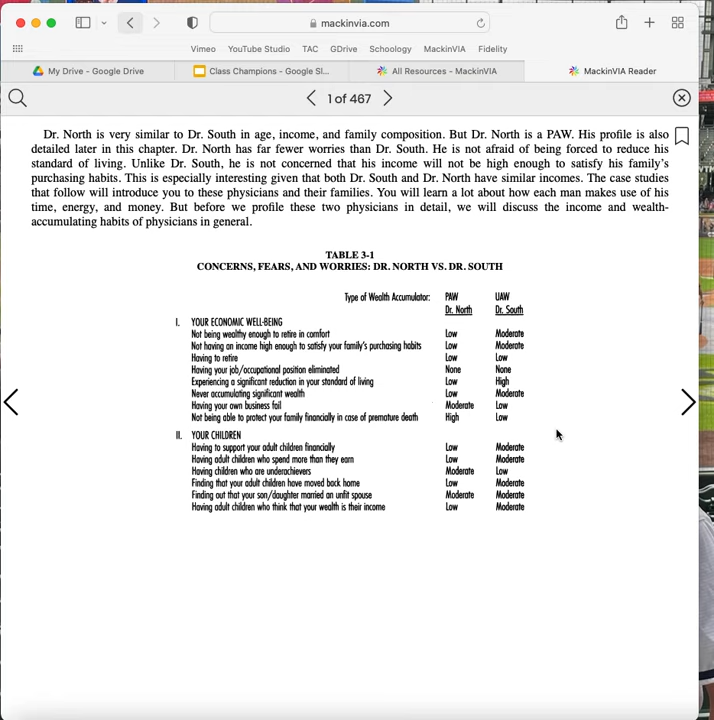 mackinvia.com
Vimeo YouTube Studio TAC GDrive Schoology MackinVIA Fidelity
My Drive - Google Drive Class Champions - Google Sl... All Resources - MackinVIA MackinVIA Reader
1 of 467
Dr. North is very similar to Dr. South in age, income, and family composition. But Dr. North is a PAW. His profile is also
detailed later in this chapter. Dr. North has far fewer worries than Dr. South. He is not afraid of being forced to reduce his
standard of living. Unlike Dr. South, he is not concerned that his income will not be high enough to satisfy his family's
purchasing habits. This is especially interesting given that both Dr. South and Dr. North have similar incomes. The case studies
that follow will introduce you to these physicians and their families. You will learn a lot about how each man makes use of his
time, energy, and money. But before we profile these two physicians in detail, we will discuss the income and wealth-
accumulating habits of physicians in general.
TABLE 3-1
CONCERNS, FEARS, AND WORRIES: DR. NORTH VS. DR. SOUTH
Type of Wealth Accumulator: PAW UAW
Dr. North Dr. South
I. YOUR ECONOMIC WELL-BEING
Not being wealthy enough to retire in comfort Low Moderate
Not having an income high enough to satisfy your family's purchasing habits Low Moderate
Having to retire Low Low
Having your job/occupational position eliminated None None
Experiencing a significant reduction in your standard of living Low High
Never accumulating significant wealth Low Moderate
Having your own business fail Moderate Low
Not being able to protect your family financially in case of premature death High Low
II. YOUR CHILDREN
Having to support your adult children financially Low Moderate
Having adult children who spend more than they earn Low Moderate
Having children who are underachievers Moderate Low
Finding that your adult children have moved back home Low Moderate
Finding out that your son/daughter married an unfit spouse Moderate Moderate
Having adult children who think that your wealth is their income Low Moderate